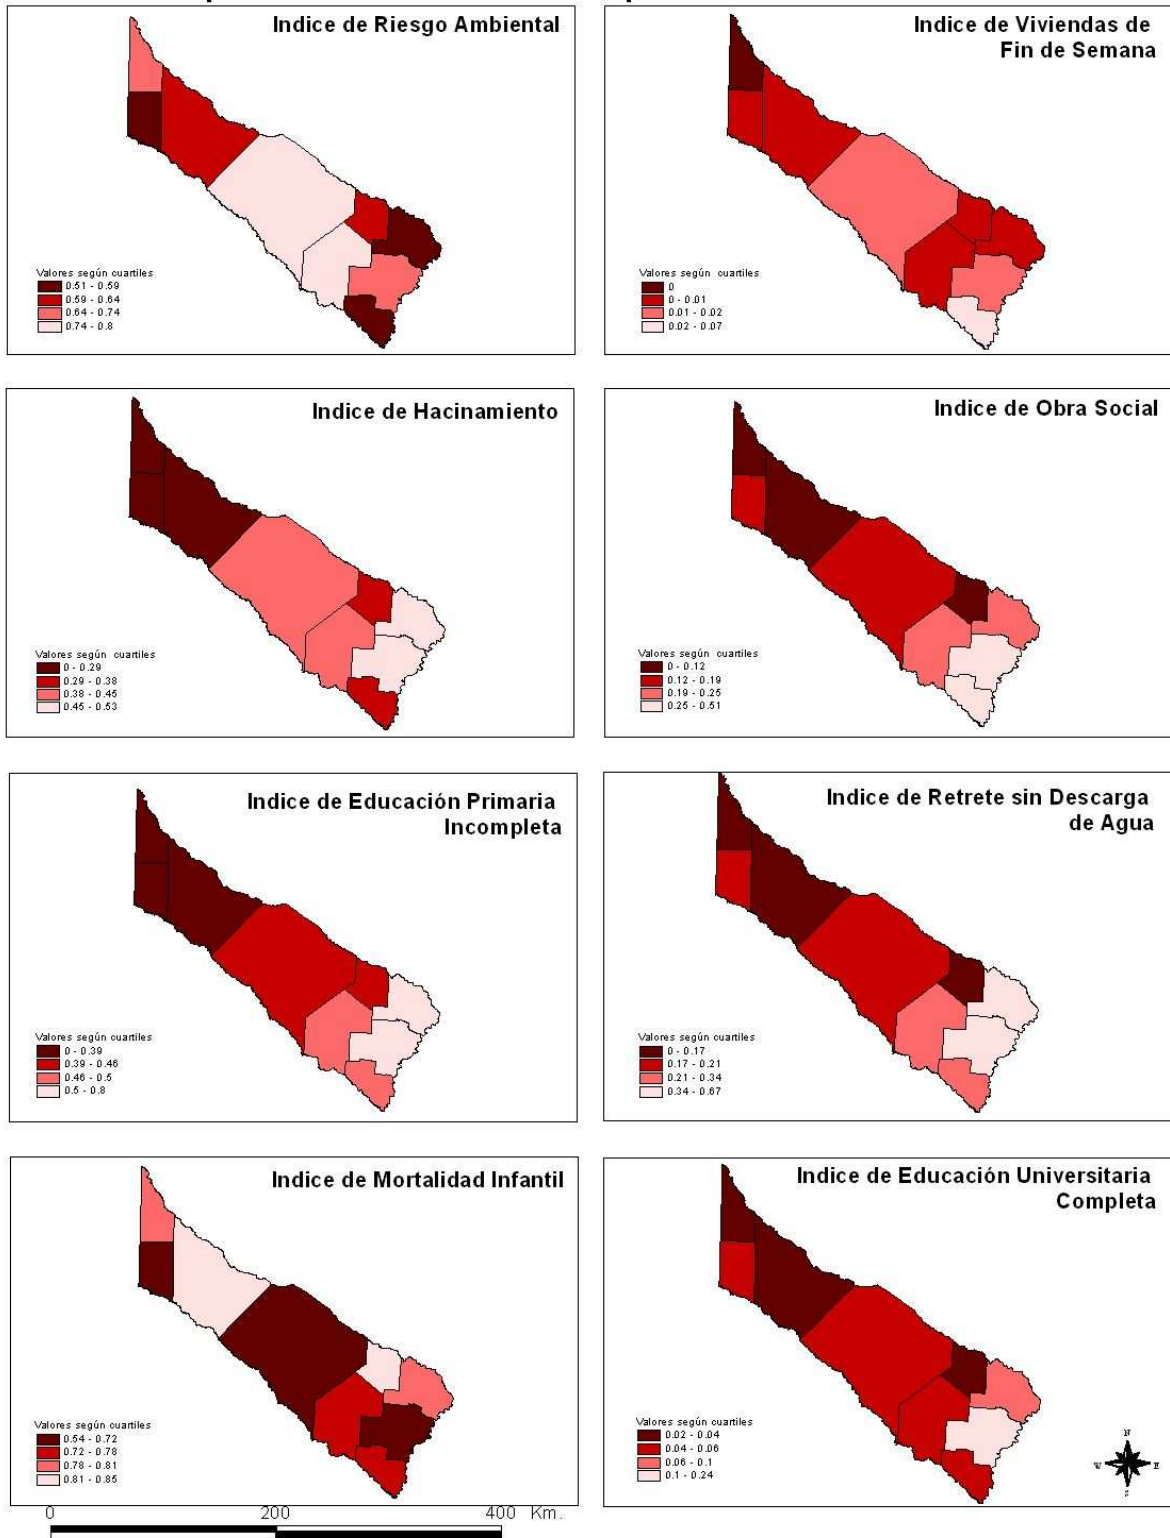 Indice de Riesgo Ambiental
Valores según cuartiles
0.51 - 0.59
0.59 - 0.64
0.64 - 0.74
0.74 - 0.8
Indice de Viviendas de
Fin de Semana
Valores según cuartiles
0
0 - 0.01
0.01 - 0.02
0.02 - 0.07
Indice de Hacinamiento
Valores según cuartiles
0 - 0.29
0.29 - 0.38
0.38 - 0.45
0.45 - 0.53
Indice de Obra Social
Valores según cuartiles
0 - 0.12
0.12 - 0.19
0.19 - 0.25
0.25 - 0.51
Indice de Educación Primaria
Incompleta
Valores según cuartiles
0 - 0.39
0.39 - 0.46
0.46 - 0.5
0.5 - 0.8
Indice de Retrete sin Descarga
de Agua
Valores según cuartiles
0 - 0.17
0.17 - 0.21
0.21 - 0.34
0.34 - 0.67
Indice de Mortalidad Infantil
Valores según cuartiles
0.54 - 0.72
0.72 - 0.78
0.78 - 0.81
0.81 - 0.85
Indice de Educación Universitaria
Completa
Valores según cuartiles
0.02 - 0.04
0.04 - 0.06
0.06 - 0.1
0.1 - 0.24
N
W E
S
0 200 400 Km.